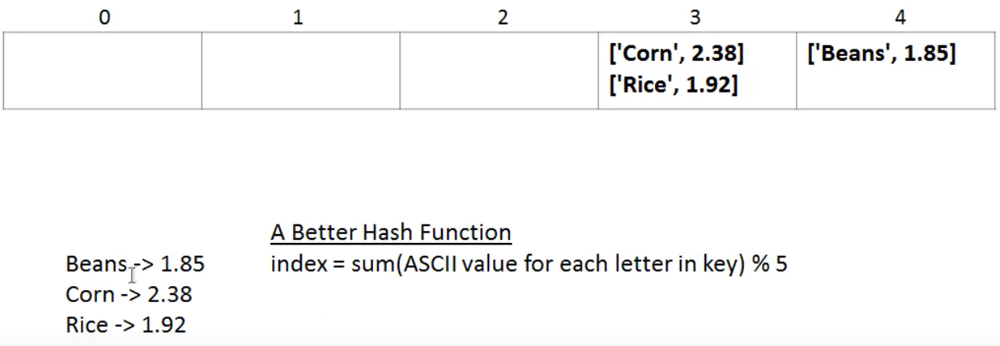 0 1 2 3 4
['Corn', 2.38] ['Beans', 1.85]
['Rice', 1.92]
A Better Hash Function
Beans -> 1.85 index = sum(ASCII value for each letter in key) % 5
Corn -> 2.38
Rice -> 1.92